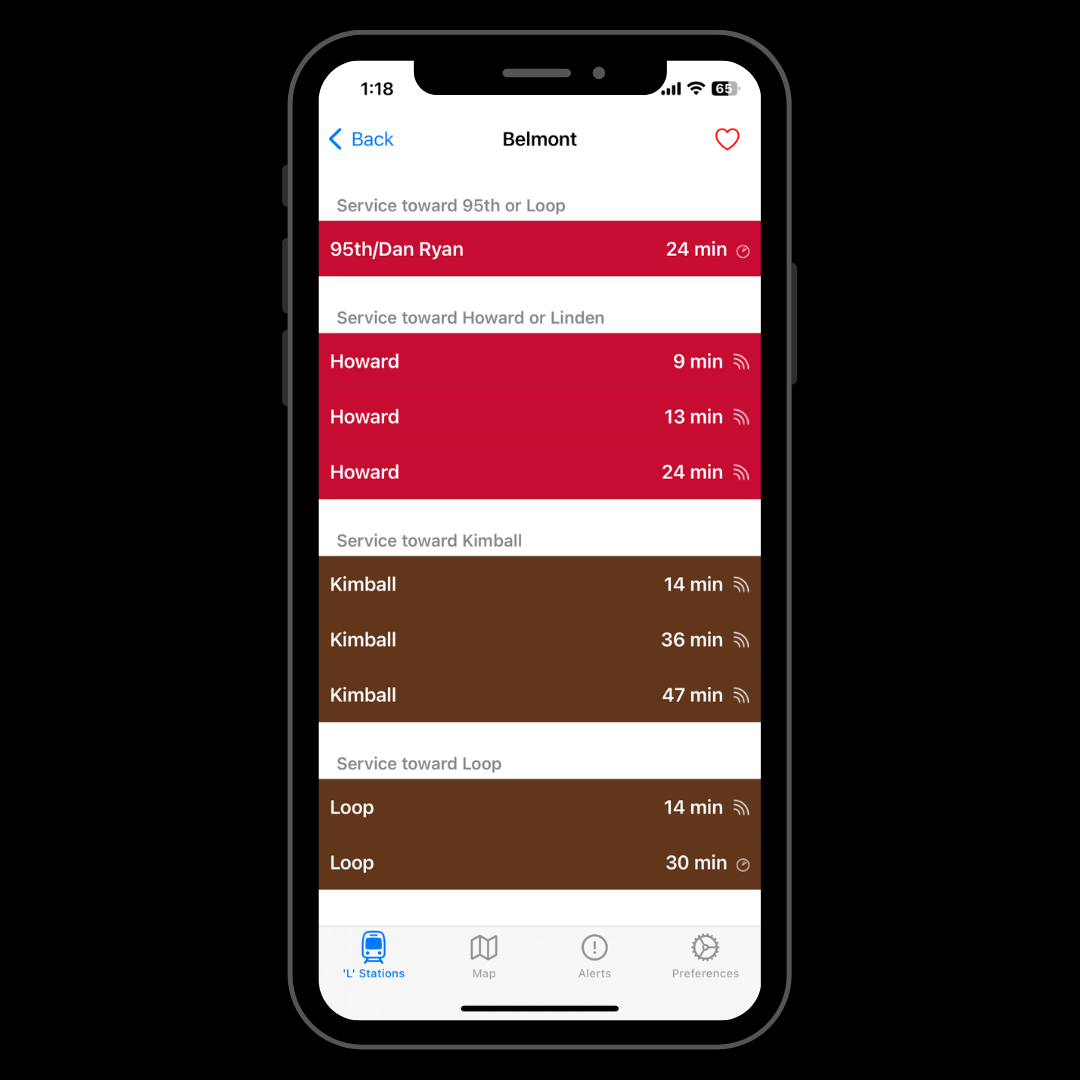 1:18
65
Back
Belmont
Service toward 95th or Loop
95th/Dan Ryan 24 min
Service toward Howard or Linden
Howard 9 min
Howard 13 min
Howard 24 min
Service toward Kimball
Kimball 14 min
Kimball 36 min
Kimball 47 min
Service toward Loop
Loop 14 min
Loop 30 min
'L' Stations Map Alerts Preferences